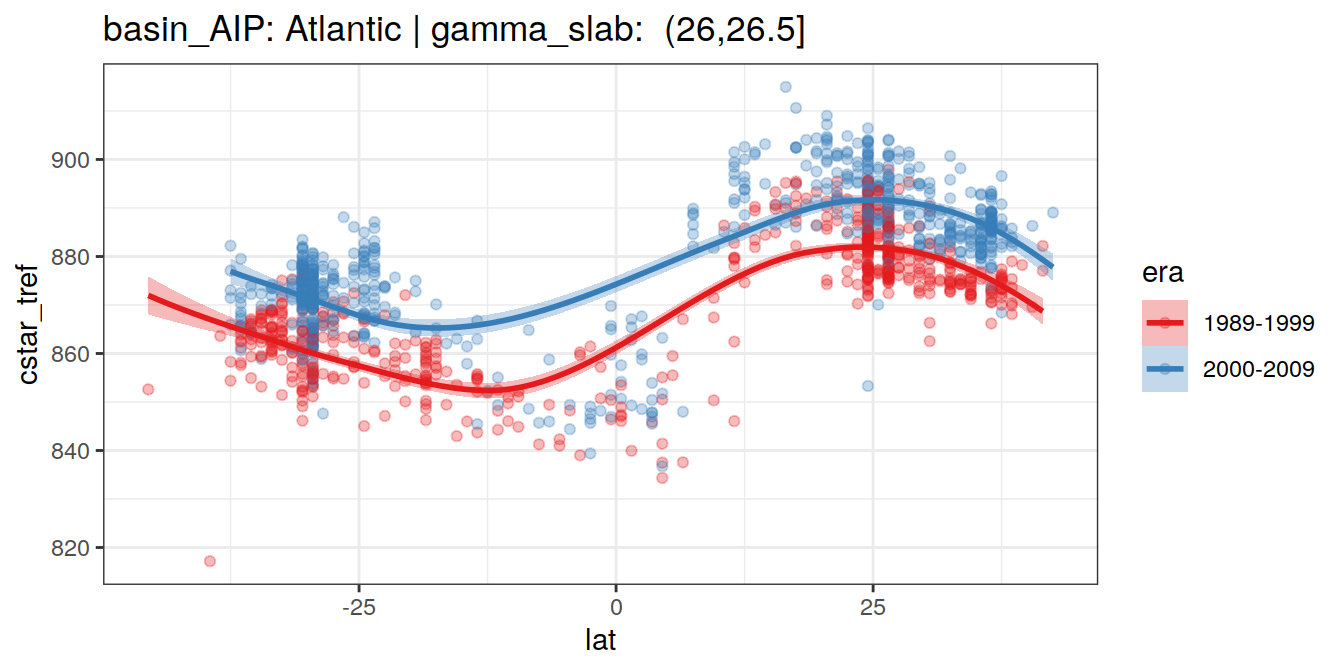 basin_AIP: Atlantic | gamma_slab:  (26,26.5]
cstar_tref
900
880
860
840
820
-25
0
25
lat
era
1989-1999
2000-2009